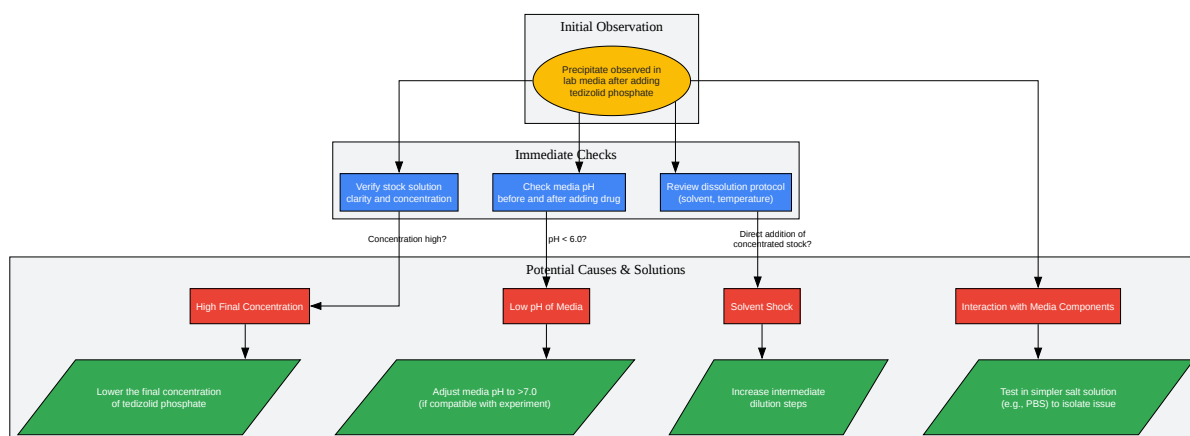 Initial Observation
Precipitate observed in
lab media after adding
tedizolid phosphate
Immediate Checks
Verify stock solution
clarity and concentration
Check media pH
before and after adding drug
Review dissolution protocol
(solvent, temperature)
Concentration high?
pH < 6.0?
Direct addition of
concentrated stock?
Potential Causes & Solutions
High Final Concentration
Low pH of Media
Solvent Shock
Interaction with Media Components
Lower the final concentration
of tedizolid phosphate
Adjust media pH to >7.0
(if compatible with experiment)
Increase intermediate
dilution steps
Test in simpler salt solution
(e.g., PBS) to isolate issue